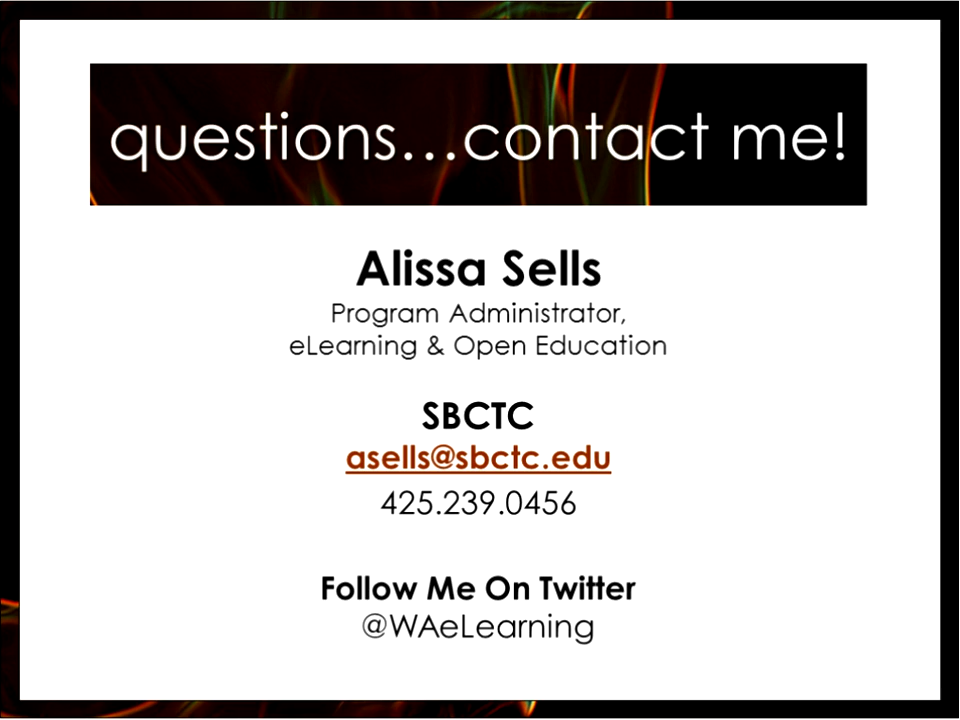 questions...contact me!
Alissa Sells
Program Administrator,
eLearning & Open Education
SBCTC
asells@sbctc.edu
425.239.0456
Follow Me On Twitter
@WAeLearning